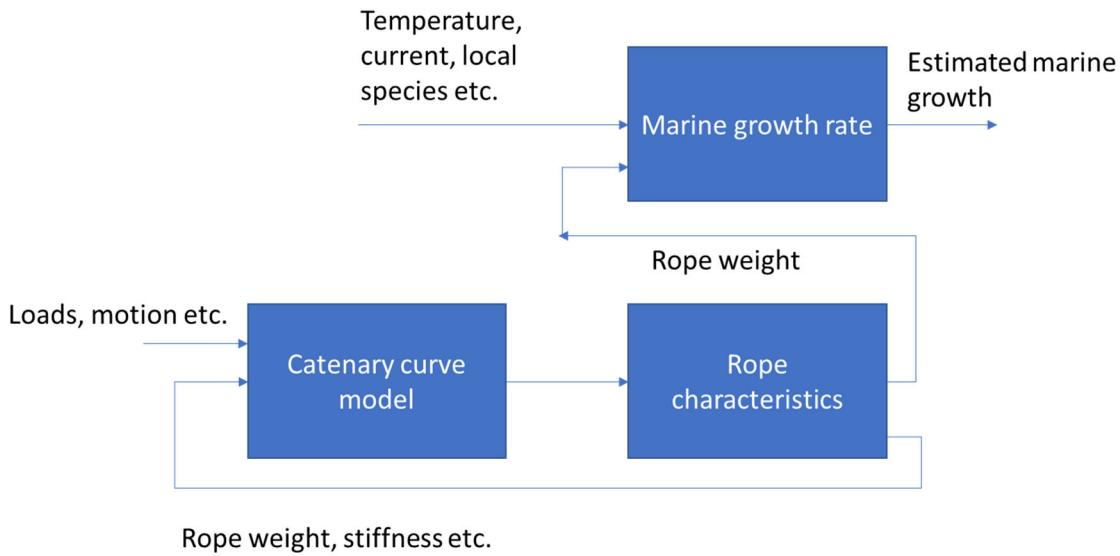 Temperature,
current, local
species etc.
Estimated marine
growth
Marine growth rate
Rope weight
Loads, motion etc.
Catenary curve
model
Rope
characteristics
Rope weight, stiffness etc.